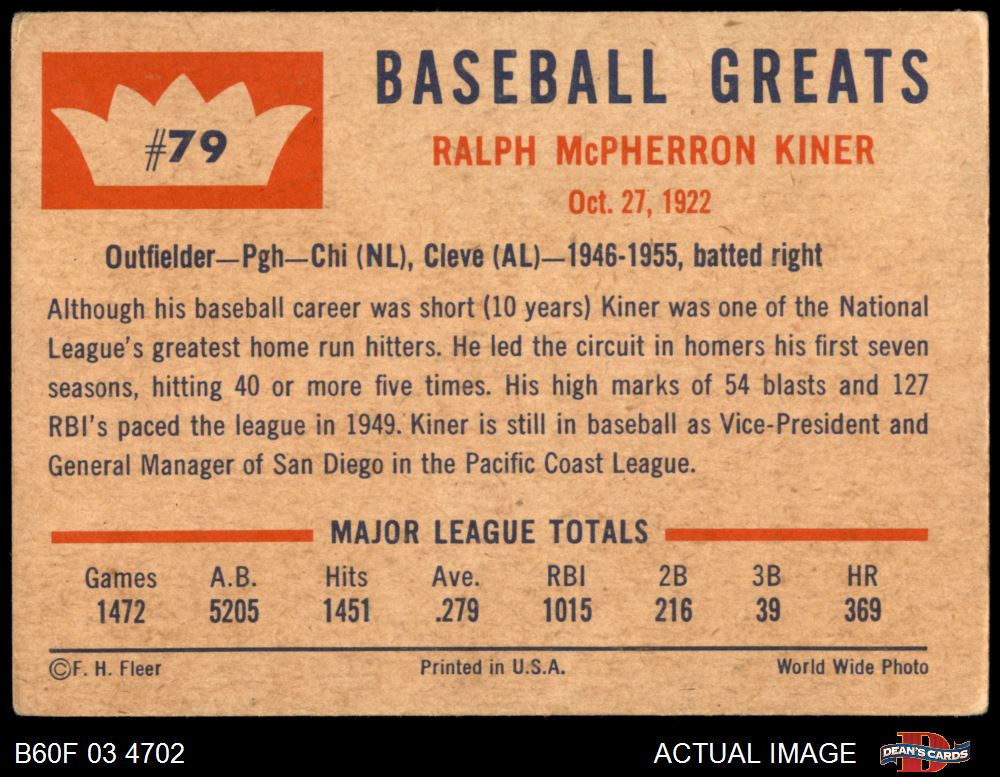 BASEBALL GREATS
#79
RALPH McPHERRON KINER
Oct. 27, 1922
Outfielder—Pgh—Chi (NL), Cleve (AL)—1946-1955, batted right
Although his baseball career was short (10 years) Kiner was one of the National
League's greatest home run hitters. He led the circuit in homers his first seven
seasons, hitting 40 or more five times. His high marks of 54 blasts and 127
RBI's paced the league in 1949. Kiner is still in baseball as Vice-President and
General Manager of San Diego in the Pacific Coast League.
MAJOR LEAGUE TOTALS
Games A.B. Hits Ave. RBI 2B 3B HR
1472 5205 1451 .279 1015 216 39 369
©F. H. Fleer Printed in U.S.A. World Wide Photo
B60F 03 4702 ACTUAL IMAGE DEAN'S CARDS